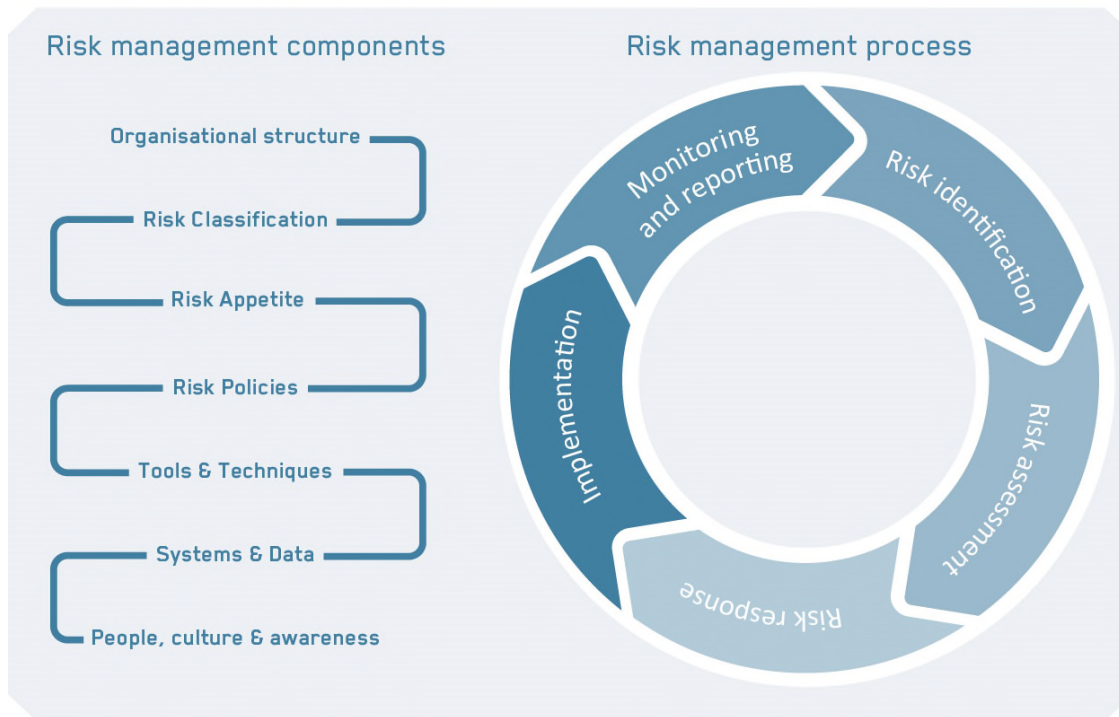 Risk management components
Organisational structure
Risk Classification
Risk Appetite
Risk Policies
Tools & Techniques
Systems & Data
People, culture & awareness
Risk management process
Monitoring
and reporting
Risk identification
Risk assessment
Risk response
Implementation